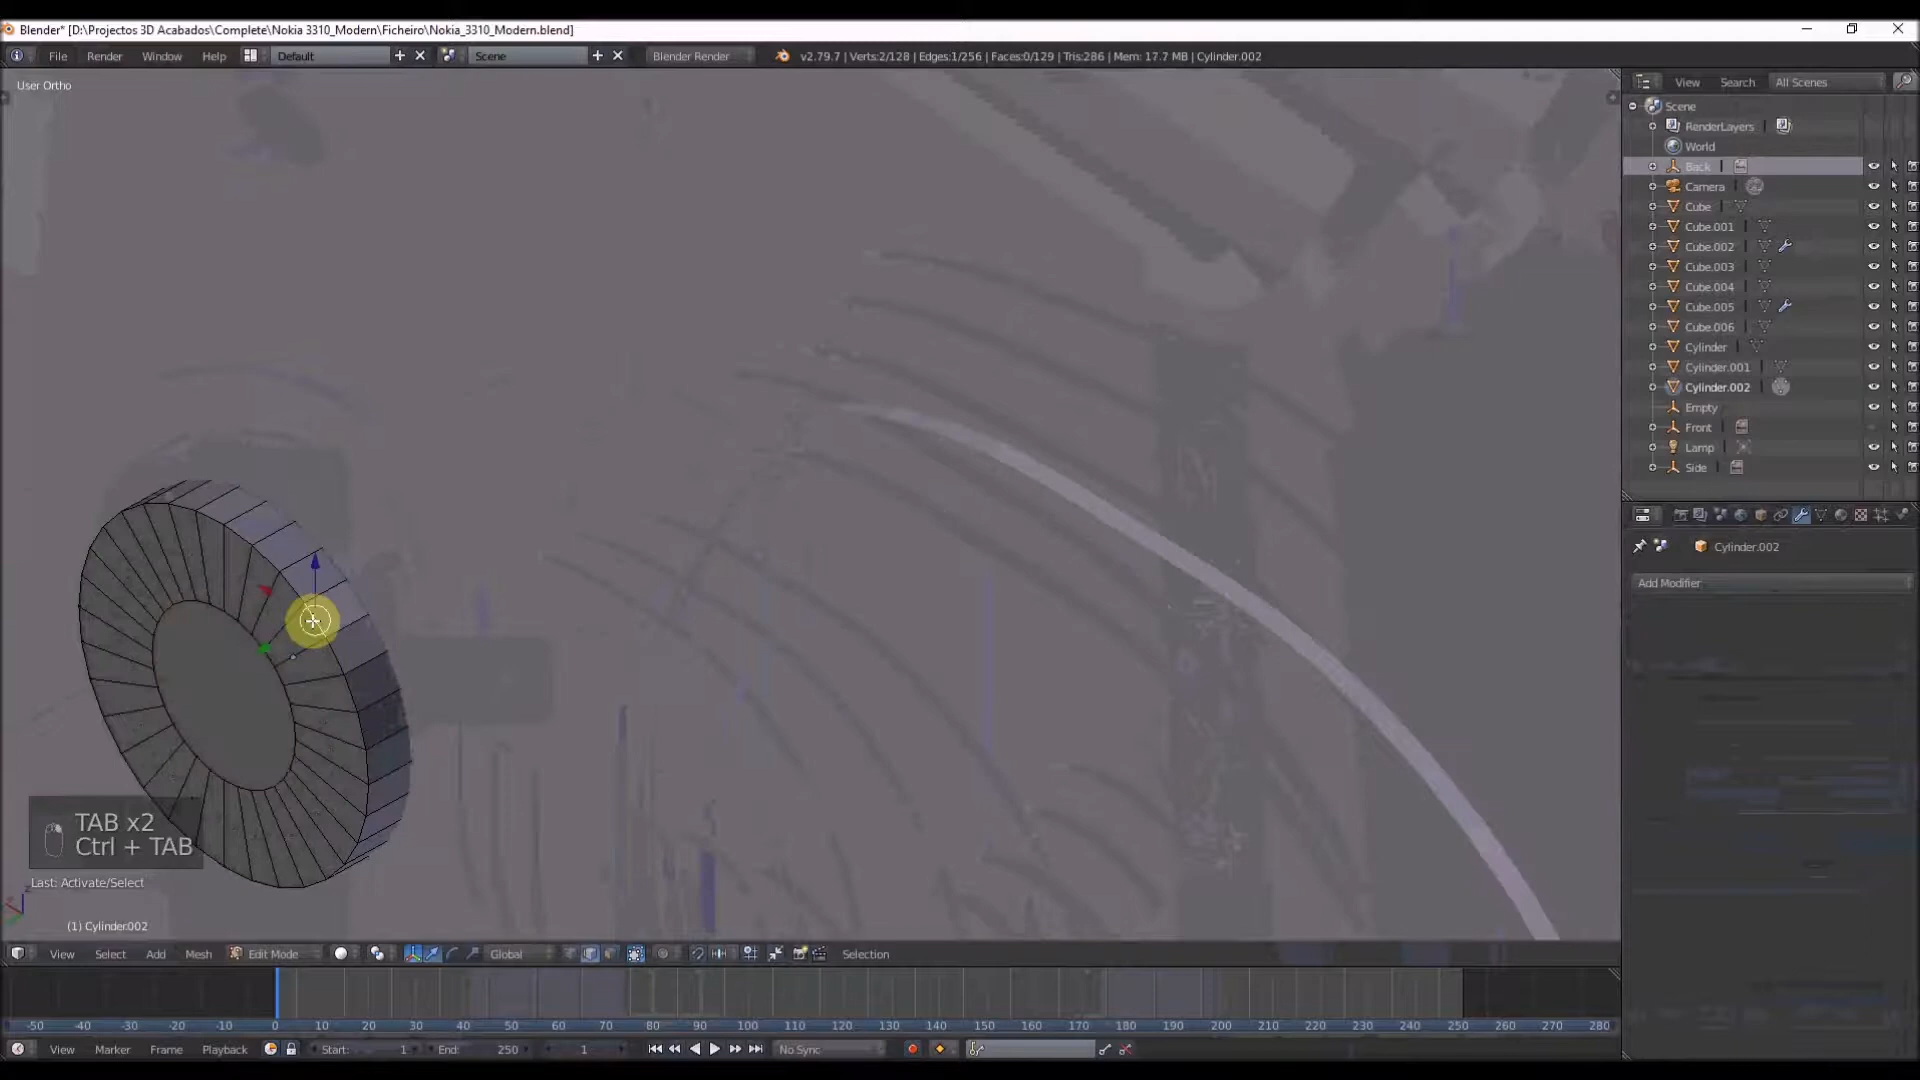 Blender* [D:\Projectos 3D Acabados\Complete\Nokia 3310_Modern\Ficheiro\Nokia_3310_Modern.blend]
File Render Window Help Default Scene Blender Render v2.79.7 | Verts:2/128 | Edges:1/256 | Faces:0/129 | Tris:286 | Mem: 17.7 MB | Cylinder.002
User Ortho
View Search All Scenes
Scene
RenderLayers
World
Back
Camera
Cube
Cube.001
Cube.002
Cube.003
Cube.004
Cube.005
Cube.006
Cylinder
Cylinder.001
Cylinder.002
Empty
Front
Lamp
Side
Cylinder.002
Add Modifier
TAB x2
Ctrl + TAB
Last: Activate/Select
(1) Cylinder.002
View Select Add Mesh Edit Mode Global Selection
-50 -40 -30 -20 -10 0 10 20 30 40 50 60 70 80 90 100 110 120 130 140 150 160 170 180 190 200 210 220 230 240 250 260 270 280
View Marker Frame Playback Start: 1 End: 250 1 No Sync